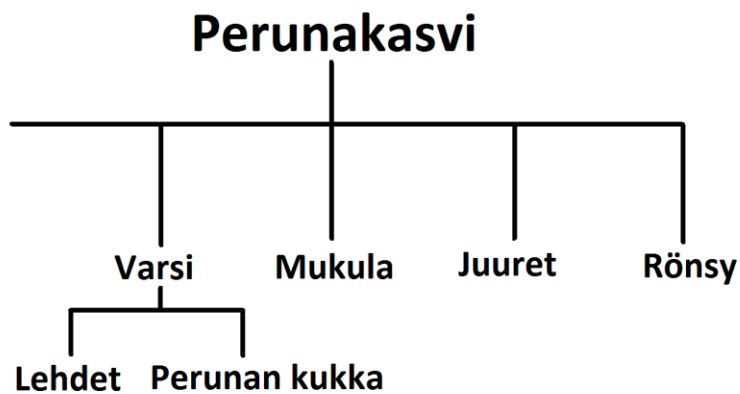 Perunakasvi
Varsi Mukula Juuret Rönsy
Lehdet Perunan kukka